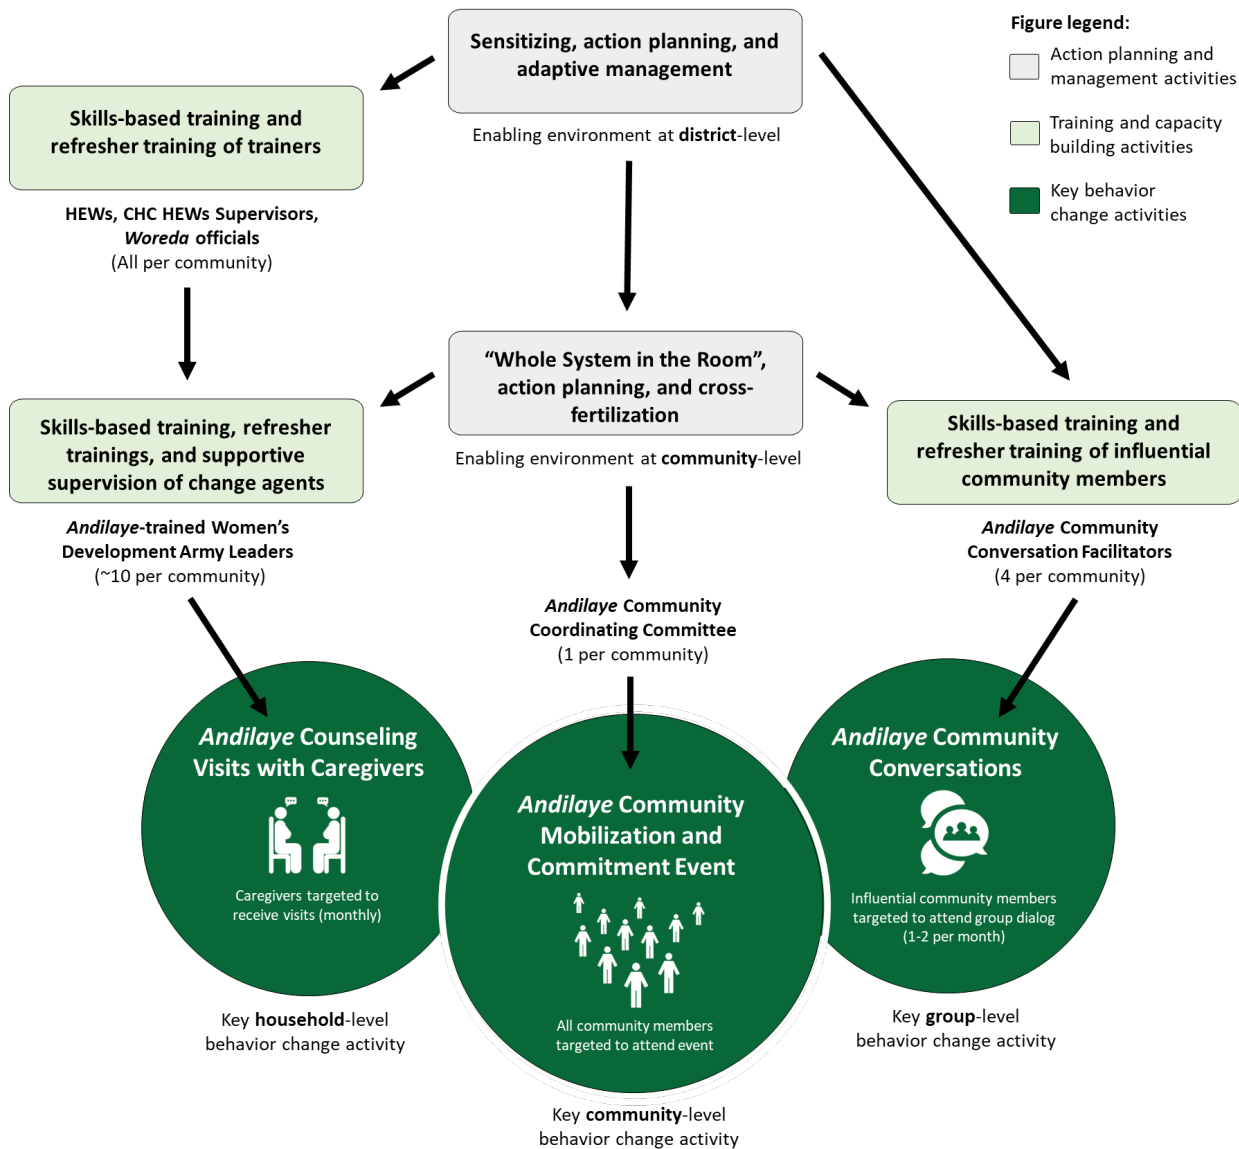 Sensitizing, action planning, and
adaptive management
Enabling environment at district-level
Figure legend:
Action planning and
management activities
Training and capacity
building activities
Key behavior
change activities
Skills-based training and
refresher training of trainers
HEWs, CHC HEWs Supervisors,
Woreda officials
(All per community)
“Whole System in the Room”,
action planning, and cross-
fertilization
Enabling environment at community-level
Skills-based training, refresher
trainings, and supportive
supervision of change agents
Andilaye-trained Women’s
Development Army Leaders
(~10 per community)
Skills-based training and
refresher training of influential
community members
Andilaye Community
Conversation Facilitators
(4 per community)
Andilaye Community
Coordinating Committee
(1 per community)
Andilaye Counseling
Visits with Caregivers
Caregivers targeted to
receive visits (monthly)
Key household-level
behavior change activity
Andilaye Community
Mobilization and
Commitment Event
All community members
targeted to attend event
Key community-level
behavior change activity
Andilaye Community
Conversations
Influential community members
targeted to attend group dialog
(1-2 per month)
Key group-level
behavior change activity